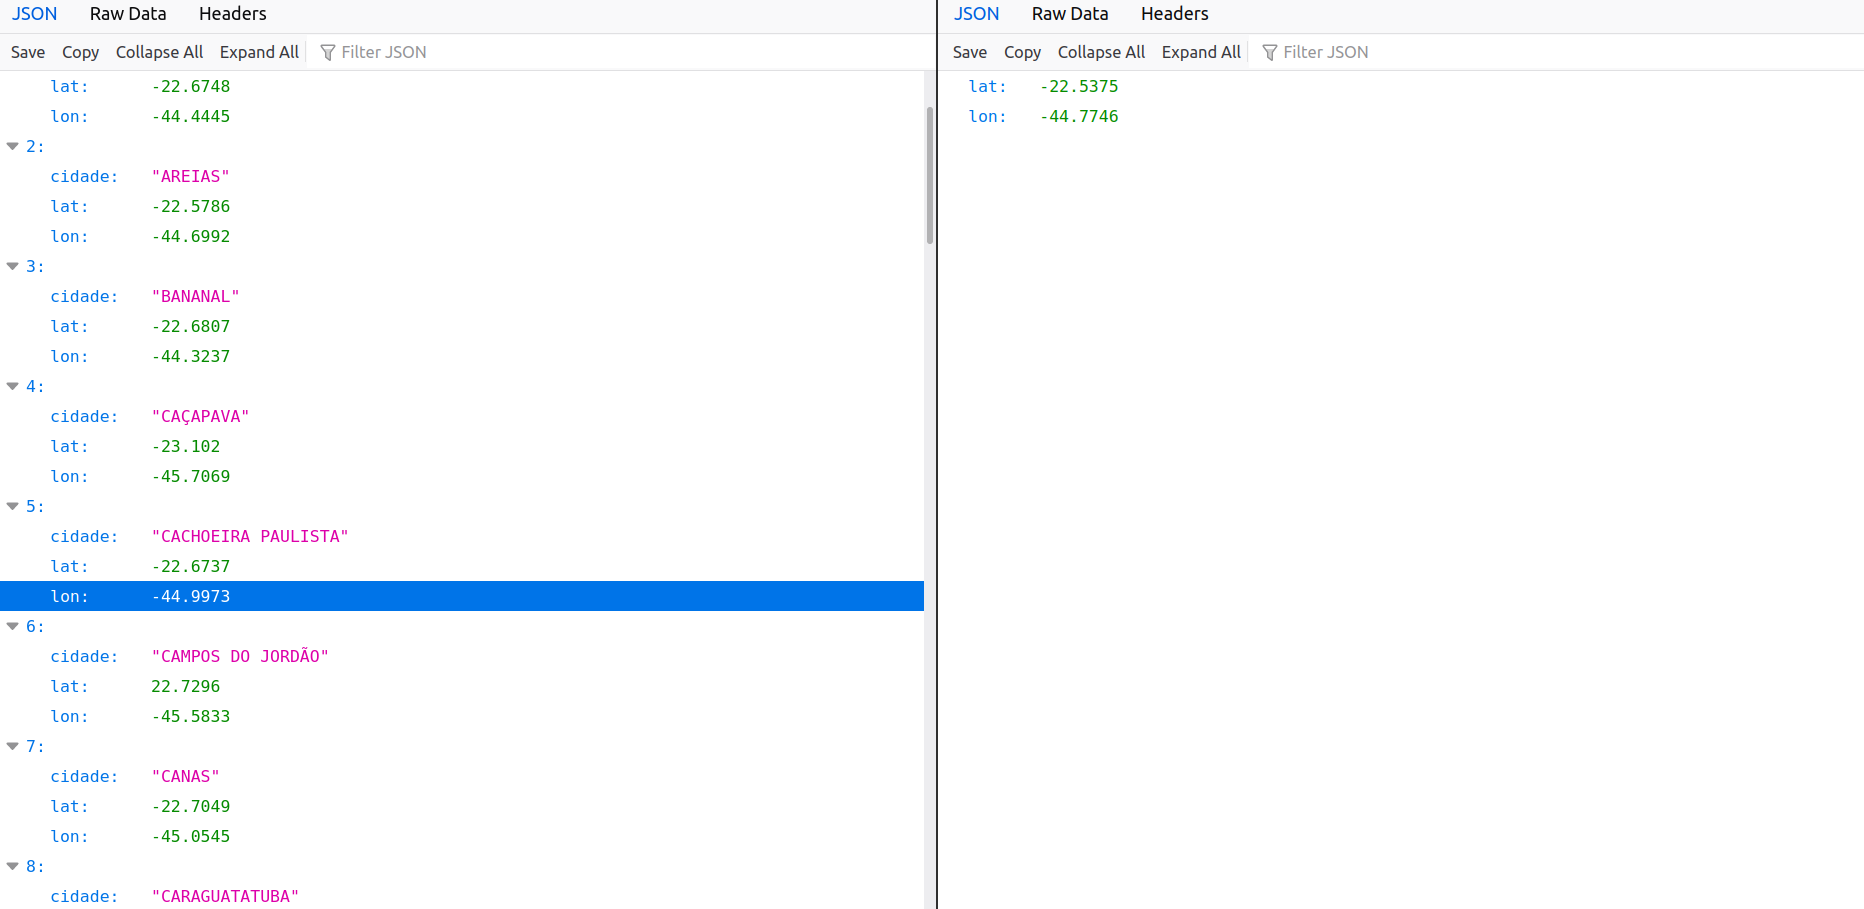 JSON Raw Data Headers
Save Copy Collapse All Expand All Filter JSON
lat: -22.6748
lon: -44.4445
2:
cidade: "AREIAS"
lat: -22.5786
lon: -44.6992
3:
cidade: "BANANAL"
lat: -22.6807
lon: -44.3237
4:
cidade: "CAÇAPAVA"
lat: -23.102
lon: -45.7069
5:
cidade: "CACHOEIRA PAULISTA"
lat: -22.6737
lon: -44.9973
6:
cidade: "CAMPOS DO JORDÃO"
lat: 22.7296
lon: -45.5833
7:
cidade: "CANAS"
lat: -22.7049
lon: -45.0545
8:
cidade: "CARAGUATATUBA"
JSON Raw Data Headers
Save Copy Collapse All Expand All Filter JSON
lat: -22.5375
lon: -44.7746